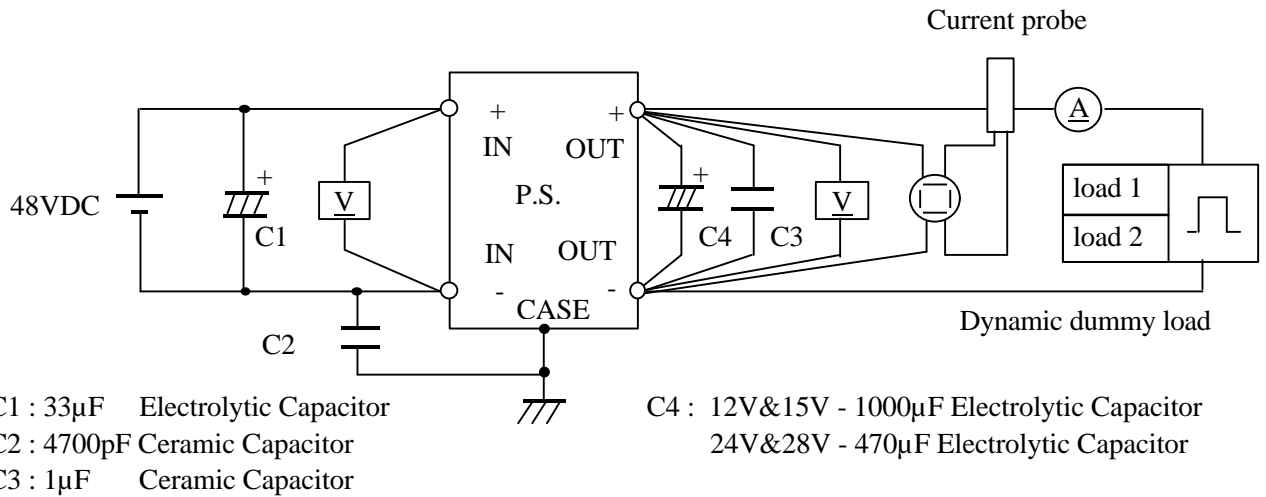 Current probe
+
+
A
IN
OUT
48VDC
+
V
P.S.
+
V
load 1
C1
C4
C3
load 2
IN
OUT
-
-
CASE
C2
Dynamic dummy load
C1 : 33μF Electrolytic Capacitor
C4 : 12V&15V - 1000μF Electrolytic Capacitor
C2 : 4700pF Ceramic Capacitor
24V&28V - 470μF Electrolytic Capacitor
C3 : 1μF Ceramic Capacitor